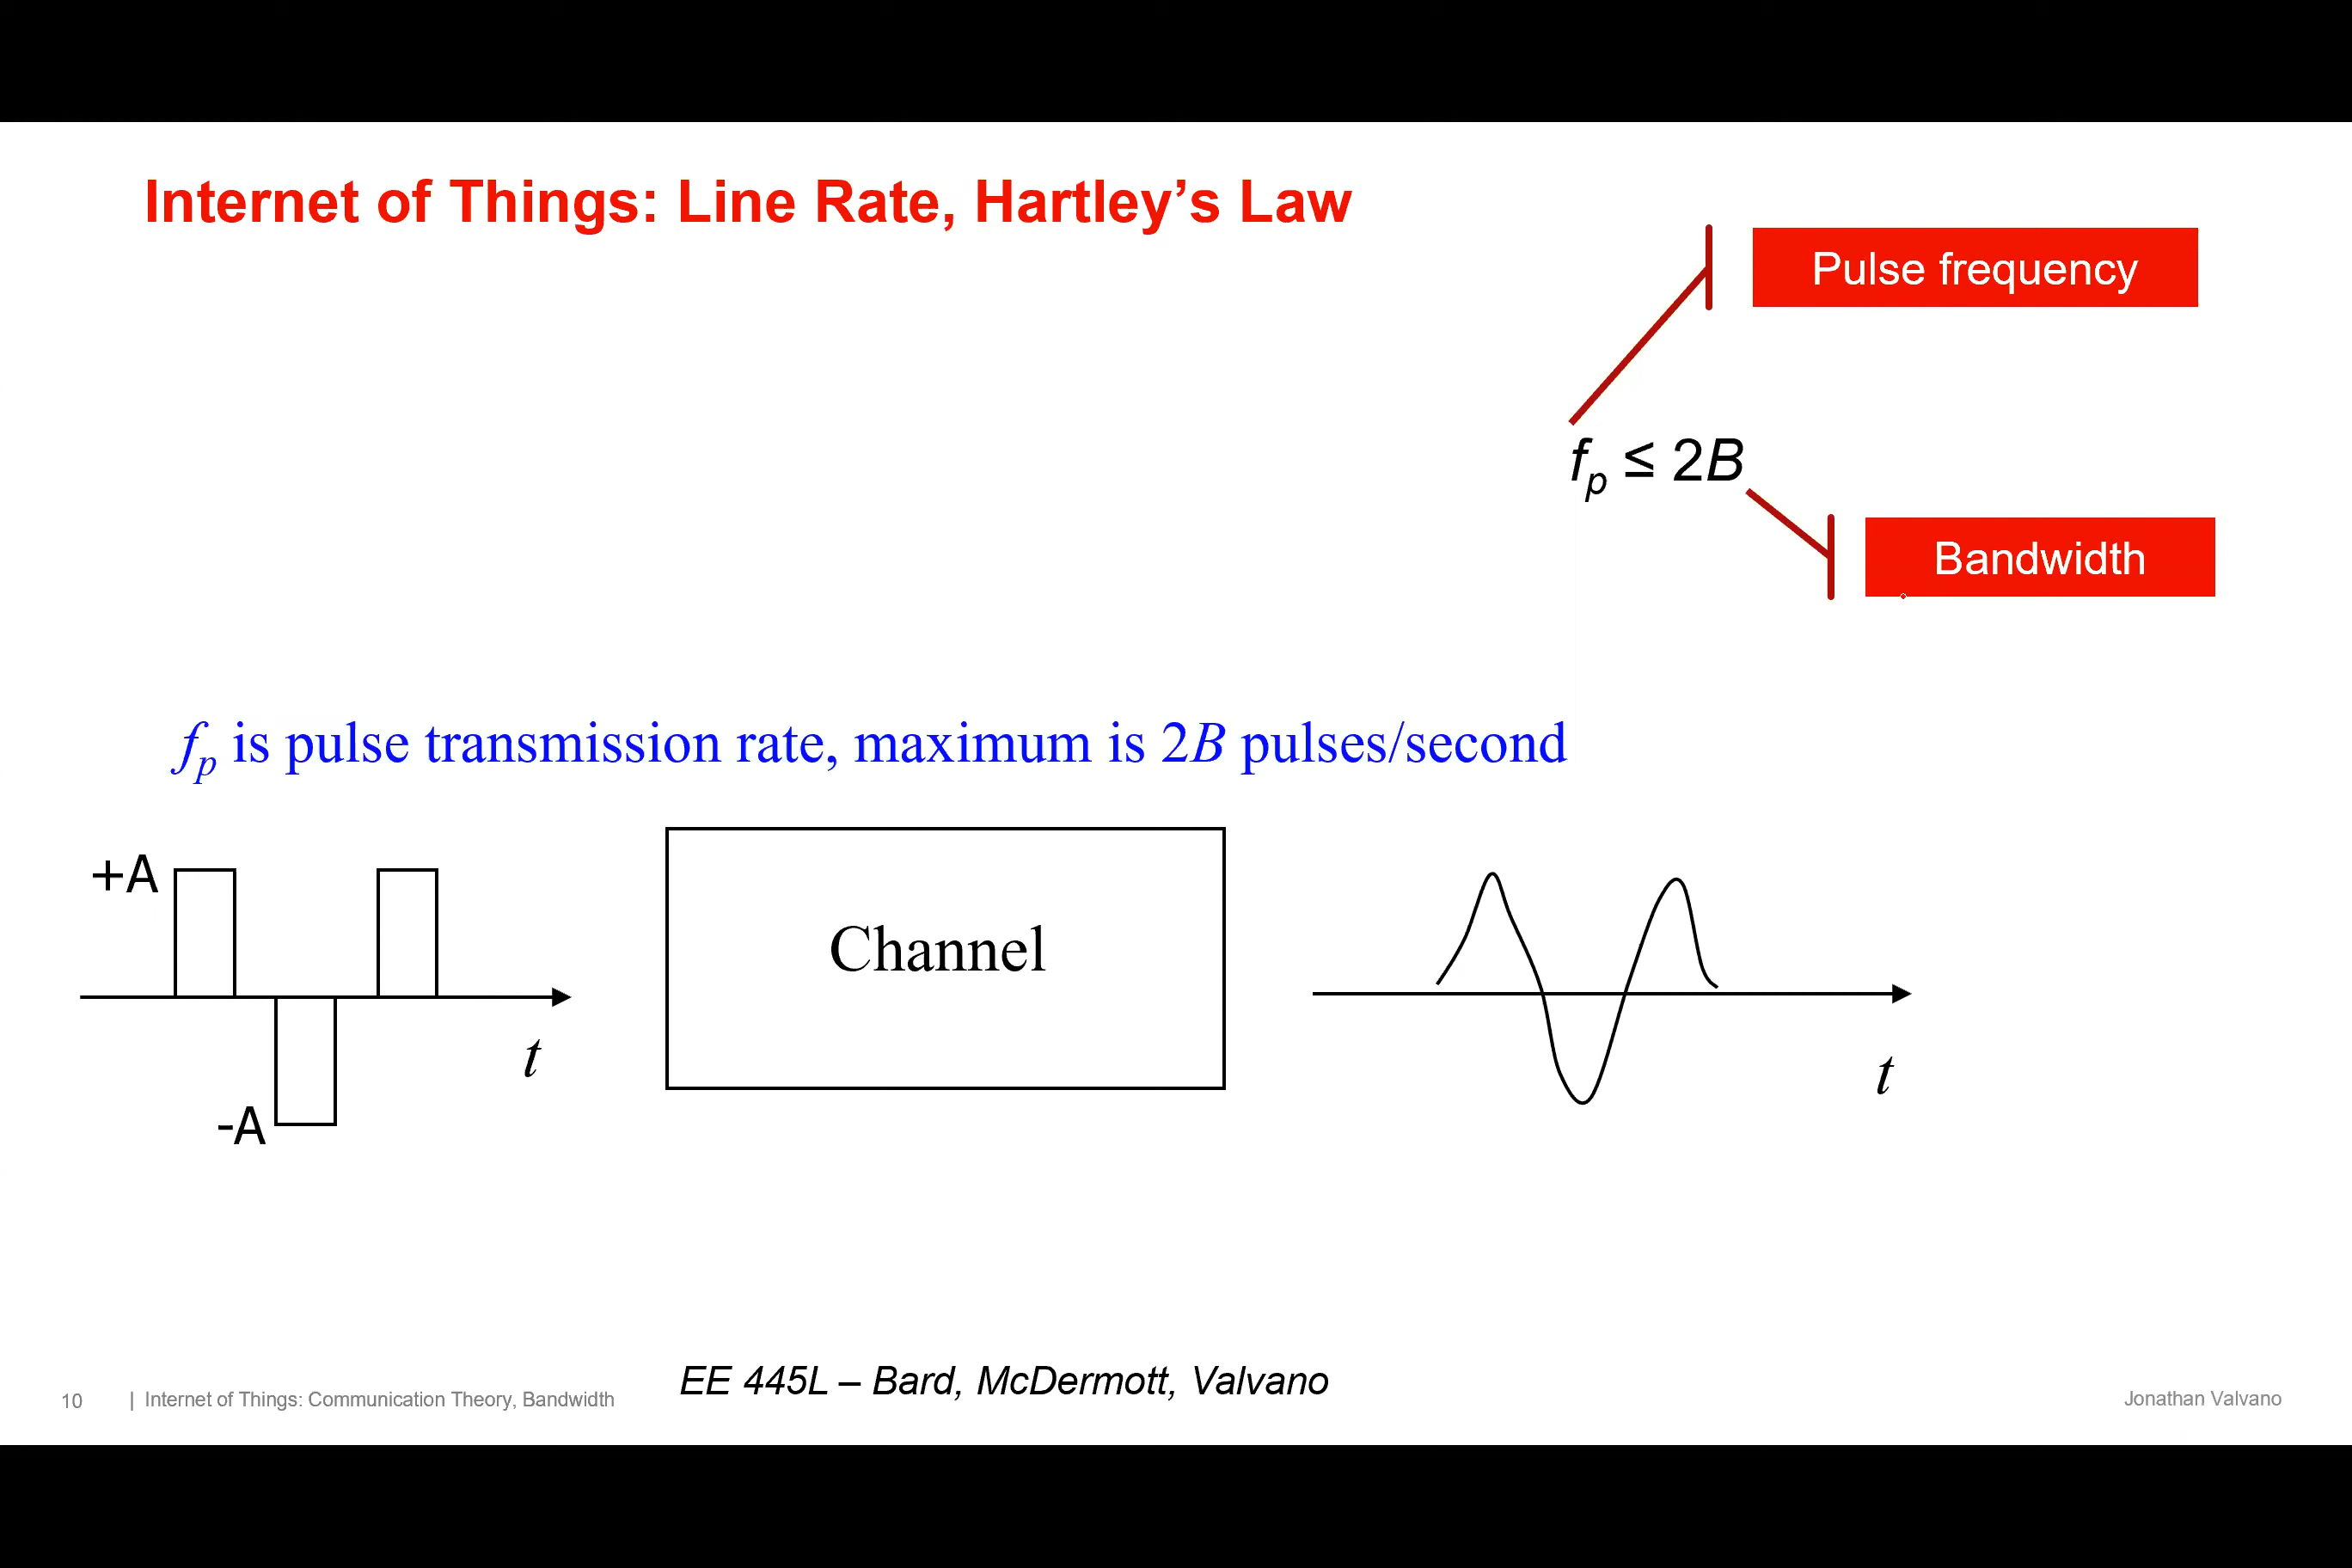 Internet of Things: Line Rate, Hartley’s Law
Pulse frequency
fp ≤ 2B
Bandwidth
fp is pulse transmission rate, maximum is 2B pulses/second
+A
-A
t
Channel
t
10 | Internet of Things: Communication Theory, Bandwidth
EE 445L – Bard, McDermott, Valvano
Jonathan Valvano